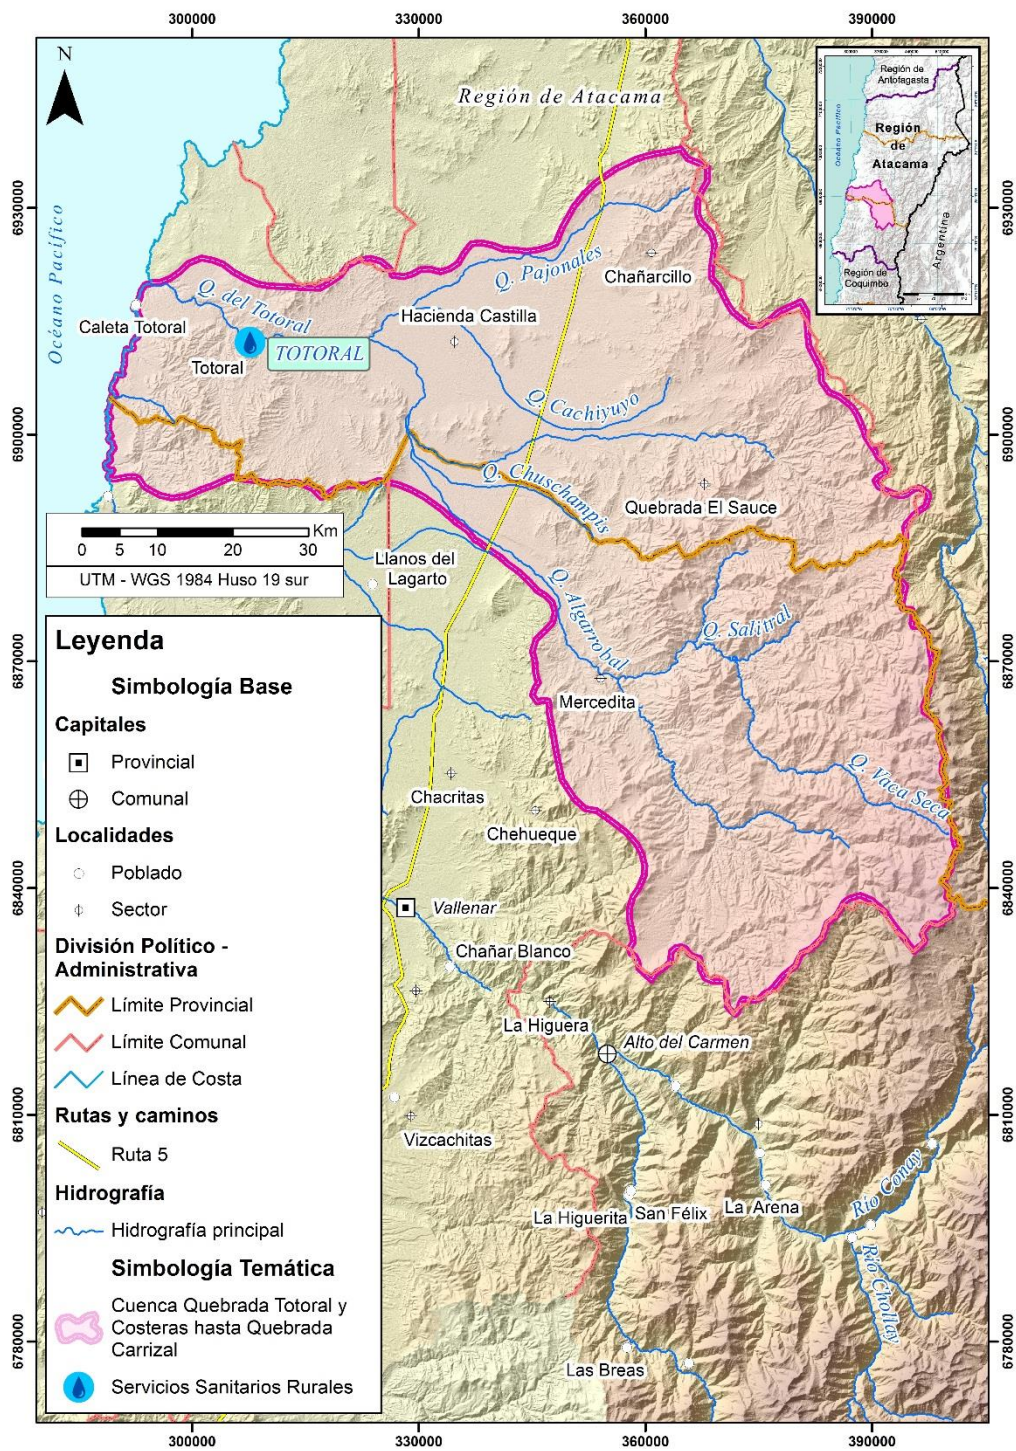 300000
330000
360000
390000
N
Región de Atacama
Región de
Antofagasta
Océano Pacífico
Región
de
Atacama
Argentina
Región de
Coquimbo
6930000
6930000
Océano Pacífico
Q. Pajonales
Chañarcillo
Q. del Totoral
Caleta Totoral
Hacienda Castilla
Totoral
TOTORAL
Q. Cachiyuyo
6900000
6900000
Q. Chuschampis
Quebrada El Sauce
Km
0 5 10 20 30
UTM - WGS 1984 Huso 19 sur
Llanos del
Lagarto
Q. Algarrobal
Q. Salitral
6870000
6870000
Mercedita
Q. Vaca Seca
Chacritas
Chehueque
6840000
6840000
Vallenar
Chañar Blanco
La Higuera
Alto del Carmen
6810000
6810000
Vizcachitas
La Higuerita
San Félix
La Arena
Río Conay
Río Chollay
6780000
6780000
Las Breas
Leyenda
Simbología Base
Capitales
Provincial
Comunal
Localidades
Poblado
Sector
División Político -
Administrativa
Límite Provincial
Límite Comunal
Línea de Costa
Rutas y caminos
Ruta 5
Hidrografía
Hidrografía principal
Simbología Temática
Cuenca Quebrada Totoral y
Costeras hasta Quebrada
Carrizal
Servicios Sanitarios Rurales
300000
330000
360000
390000